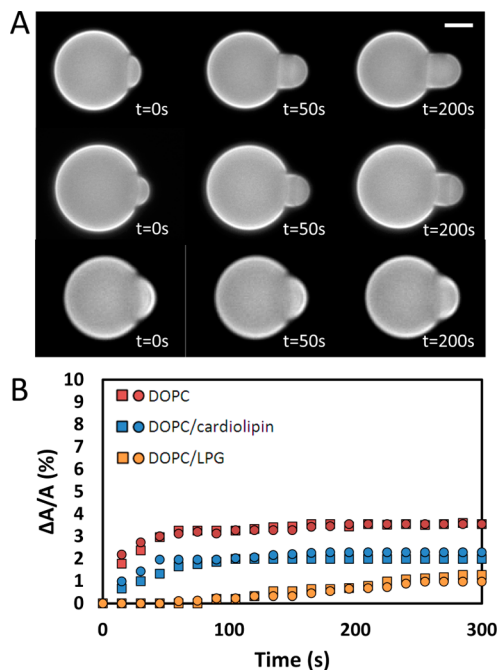 A
t=0s
t=50s
t=200s
t=0s
t=50s
t=200s
t=0s
t=50s
t=200s
B
10
9
8
7
6
5
4
3
2
1
0
ΔA/A (%)
DOPC
DOPC/cardiolipin
DOPC/LPG
0 100 200 300
Time (s)